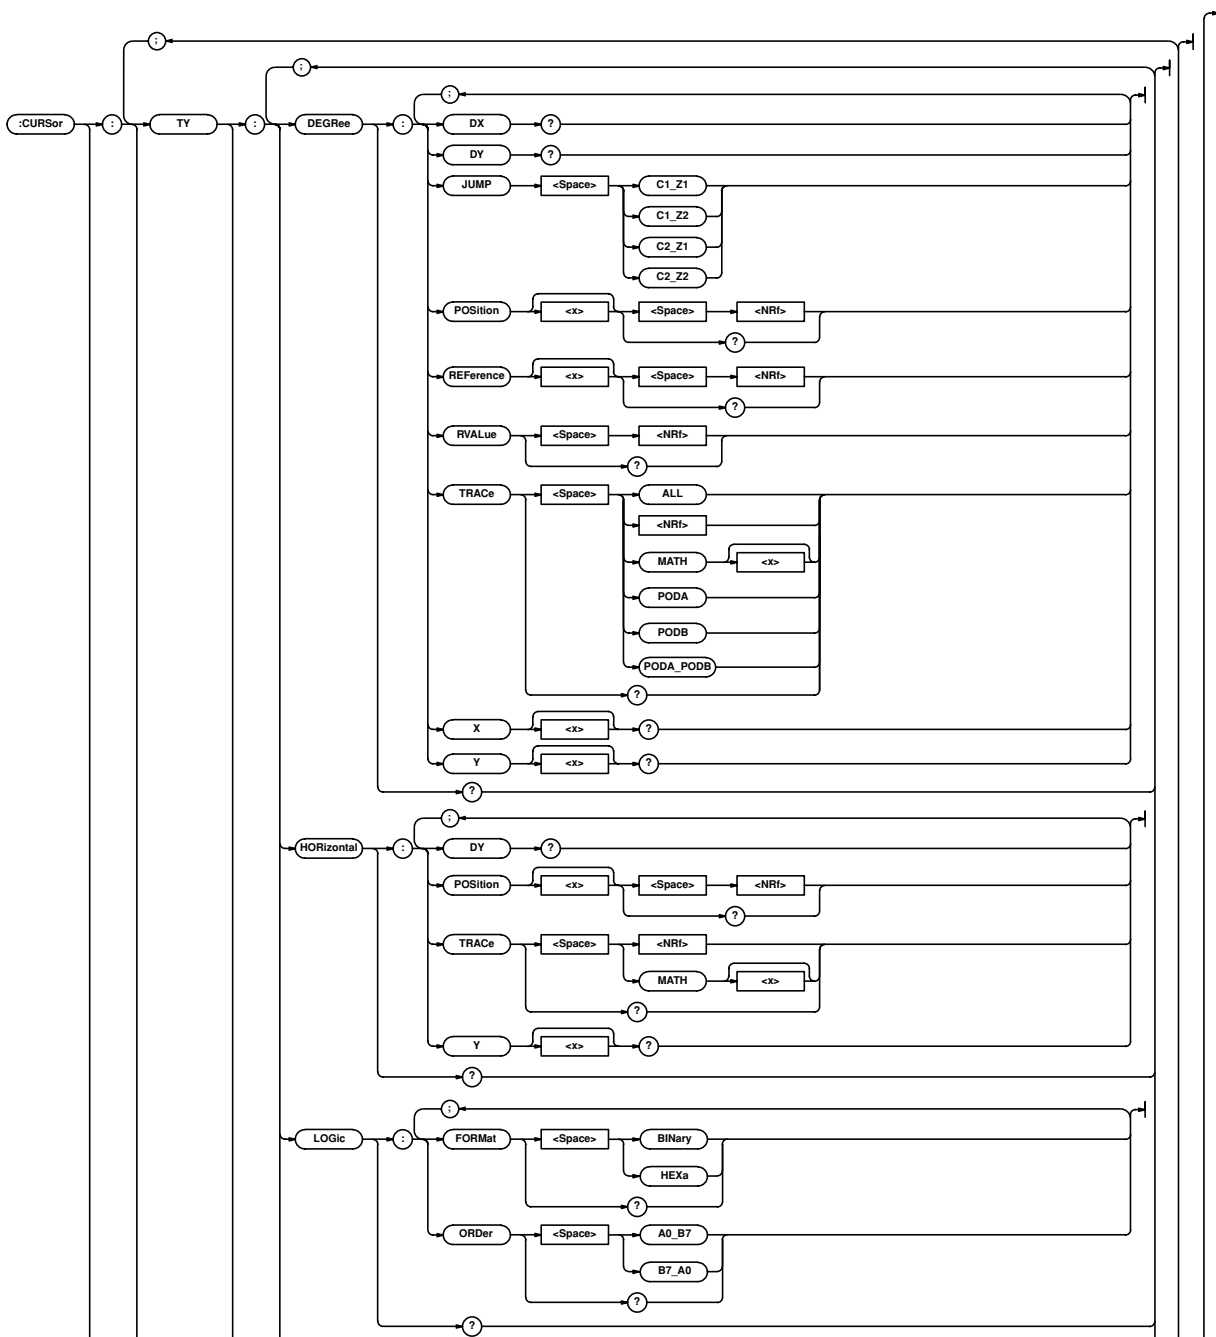 ;
;
;
:CURSor : TY : DEGRee : DX ?
DY ?
JUMP <Space> C1_Z1
C1_Z2
C2_Z1
C2_Z2
POSition <x> <Space> <NRf>
?
REFerence <x> <Space> <NRf>
?
RVALue <Space> <NRf>
?
TRACe <Space> ALL
<NRf>
MATH <x>
PODA
PODB
PODA_PODB
?
X <x> ?
Y <x> ?
?
;
HORizontal : DY ?
POSition <x> <Space> <NRf>
?
TRACe <Space> <NRf>
MATH <x>
?
Y <x> ?
?
;
LOGic : FORMat <Space> BINary
HEXa
?
ORDer <Space> A0_B7
B7_A0
?
?